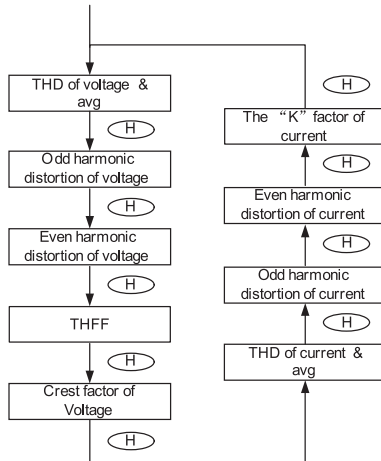 THD of voltage &
avg
H
Odd harmonic
distortion of voltage
H
Even harmonic
distortion of voltage
H
THFF
H
Crest factor of
Voltage
H
H
The “K” factor of
current
H
Even harmonic
distortion of current
H
Odd harmonic
distortion of current
H
THD of current &
avg